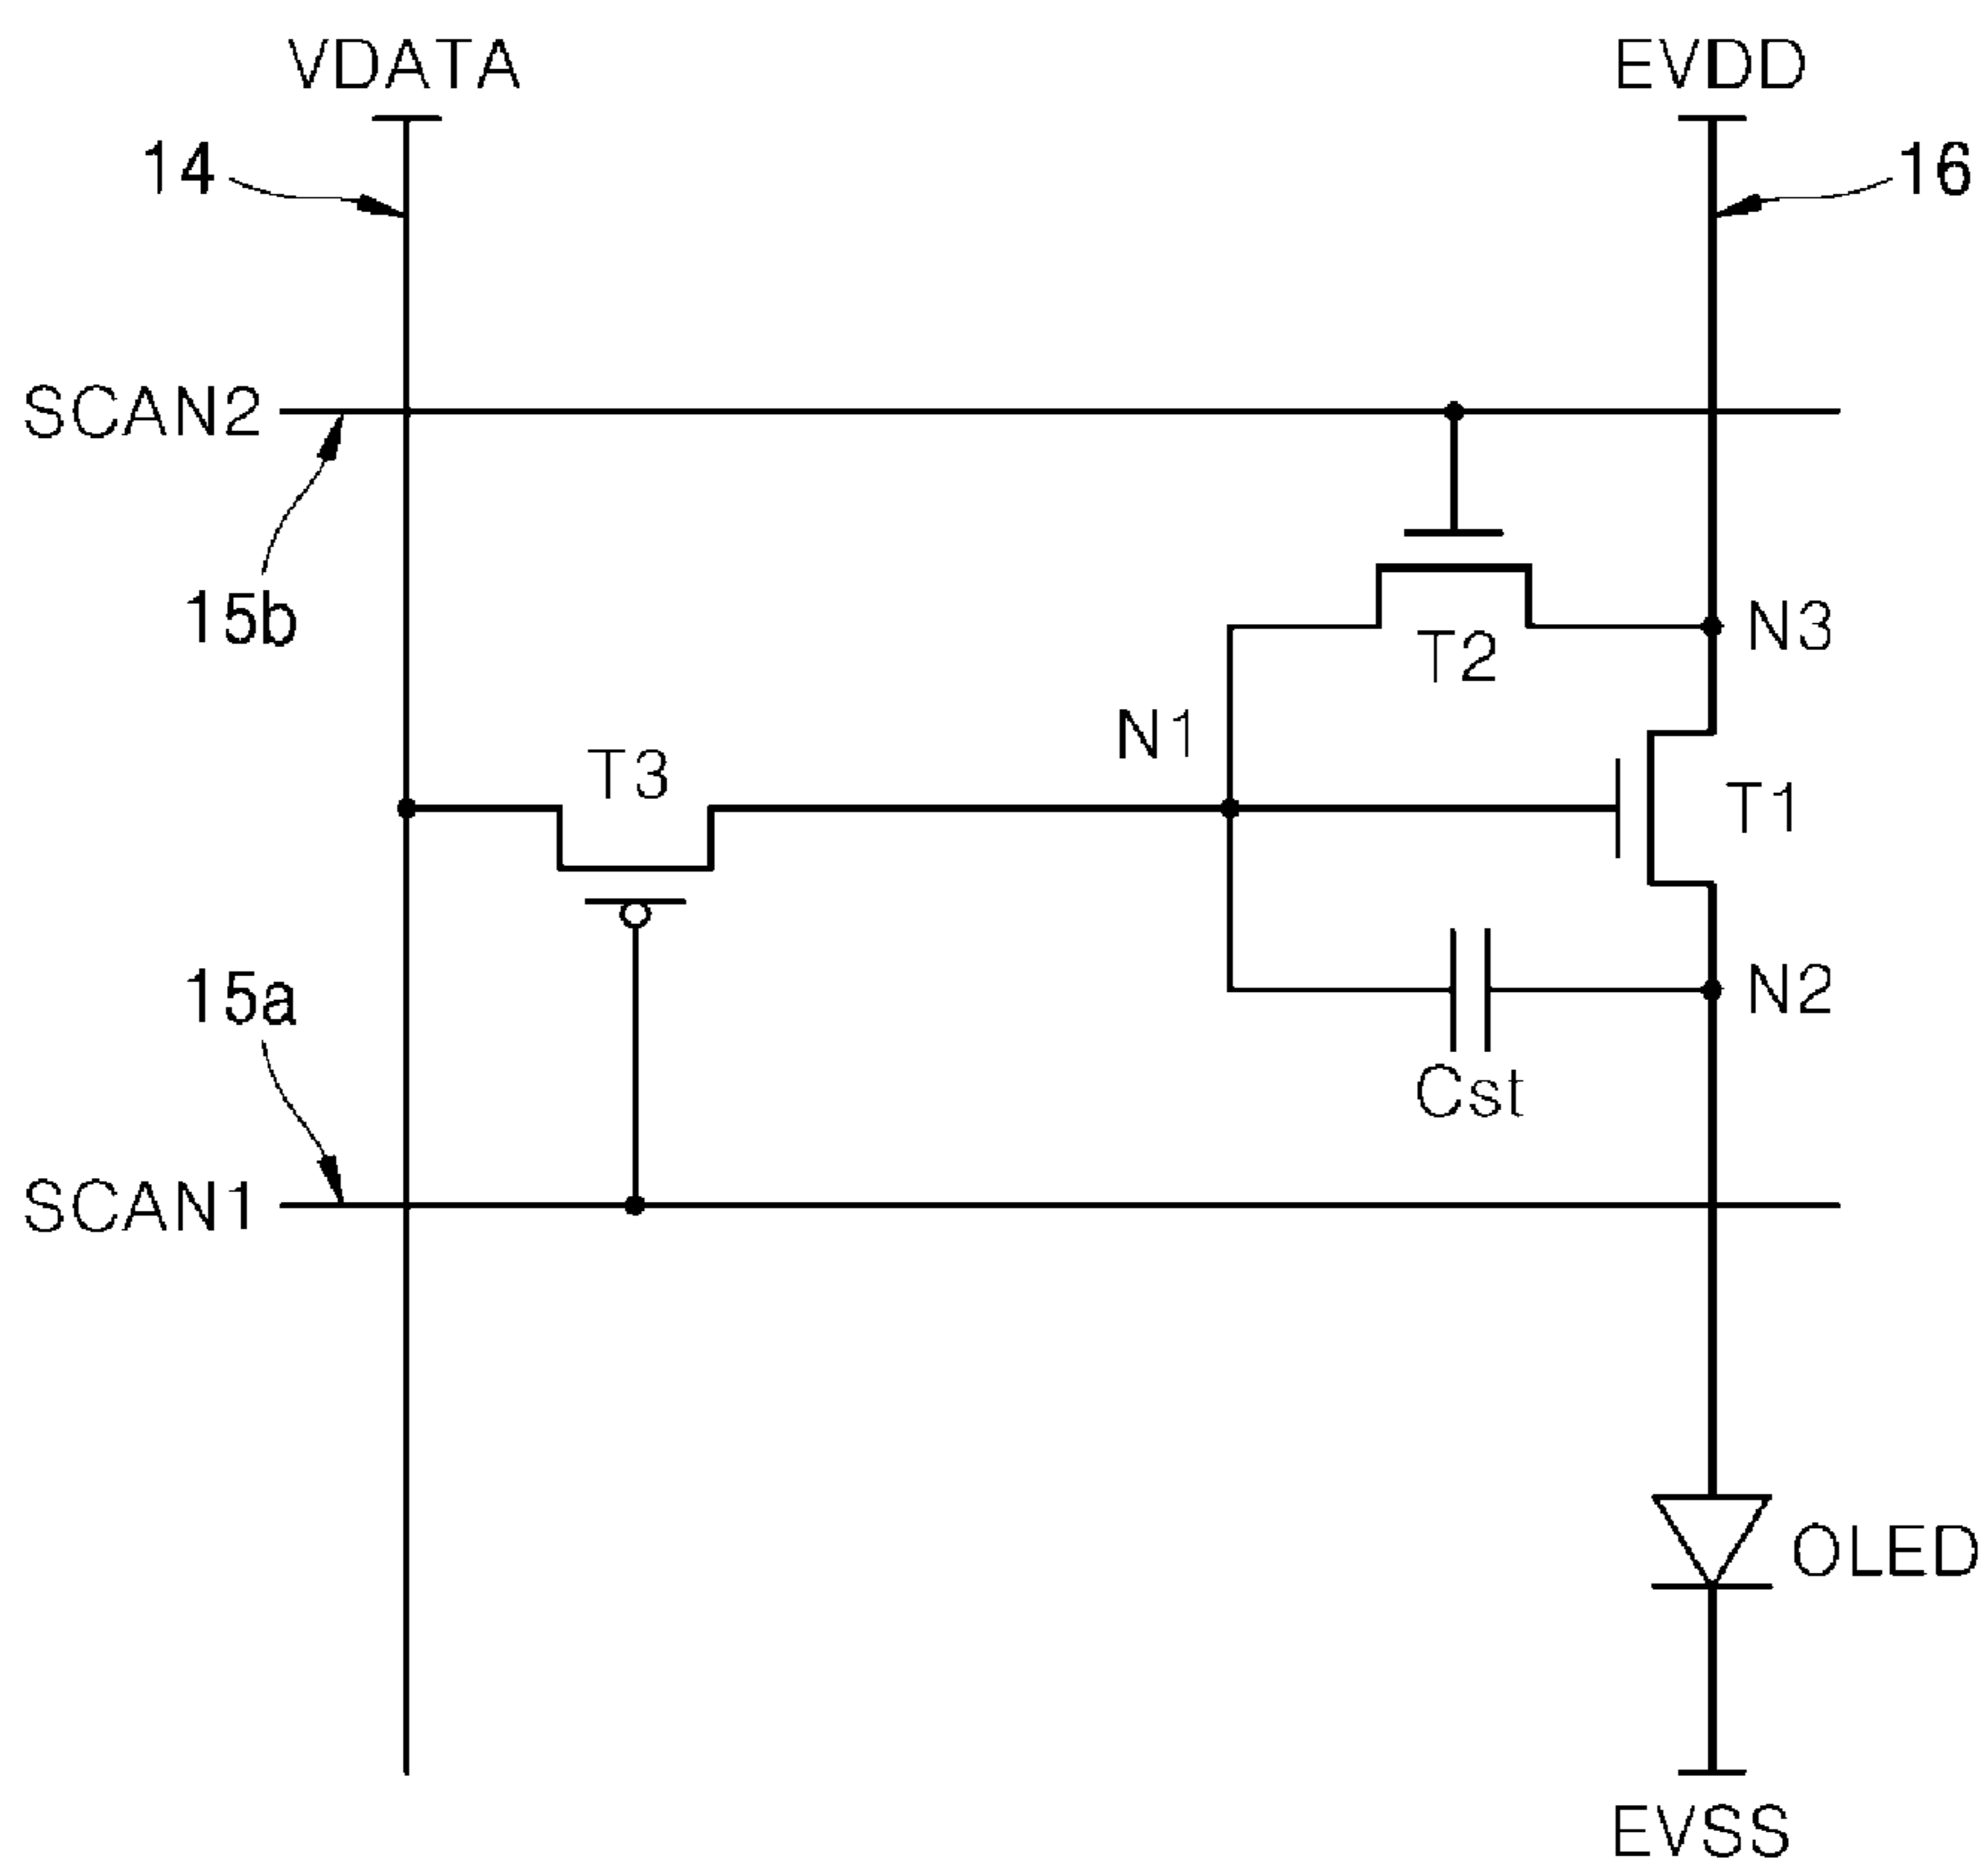 VDATA
EVDD
14
16
SCAN2
15b
N3
T2
N1
T3
T1
15a
N2
Cst
SCAN1
OLED
EVSS